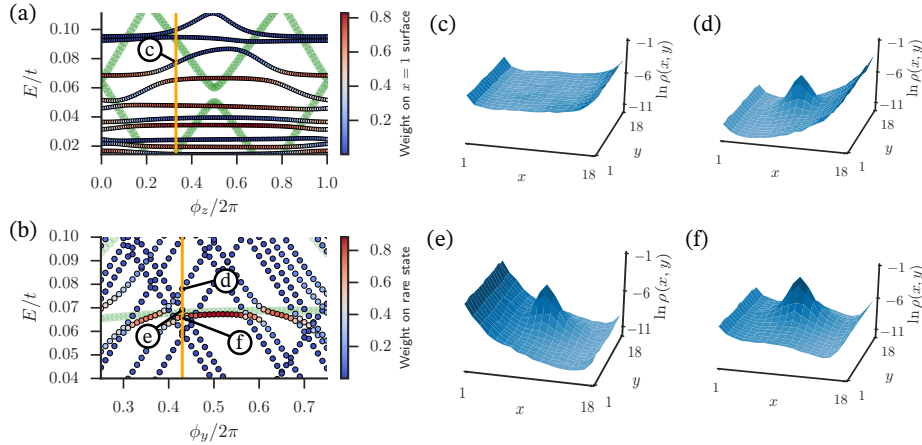 (a)
0.10
0.08
0.06
0.04
0.02
E/t
0.0 0.2 0.4 0.6 0.8 1.0
ϕz/2π
c
0.8
0.6
0.4
0.2
Weight on x = 1 surface
(b)
0.10
0.09
0.08
0.07
0.06
0.05
0.04
E/t
0.3 0.4 0.5 0.6 0.7
ϕy/2π
d
e
f
0.8
0.6
0.4
0.2
Weight on rare state
(c)
−1
−6
−11
ln ρ(x, y)
18
y
1
1
x
18
(d)
−1
−6
−11
ln ρ(x, y)
18
y
1
1
x
18
(e)
−1
−6
−11
ln ρ(x, y)
18
y
1
1
x
18
(f)
−1
−6
−11
ln ρ(x, y)
18
y
1
1
x
18